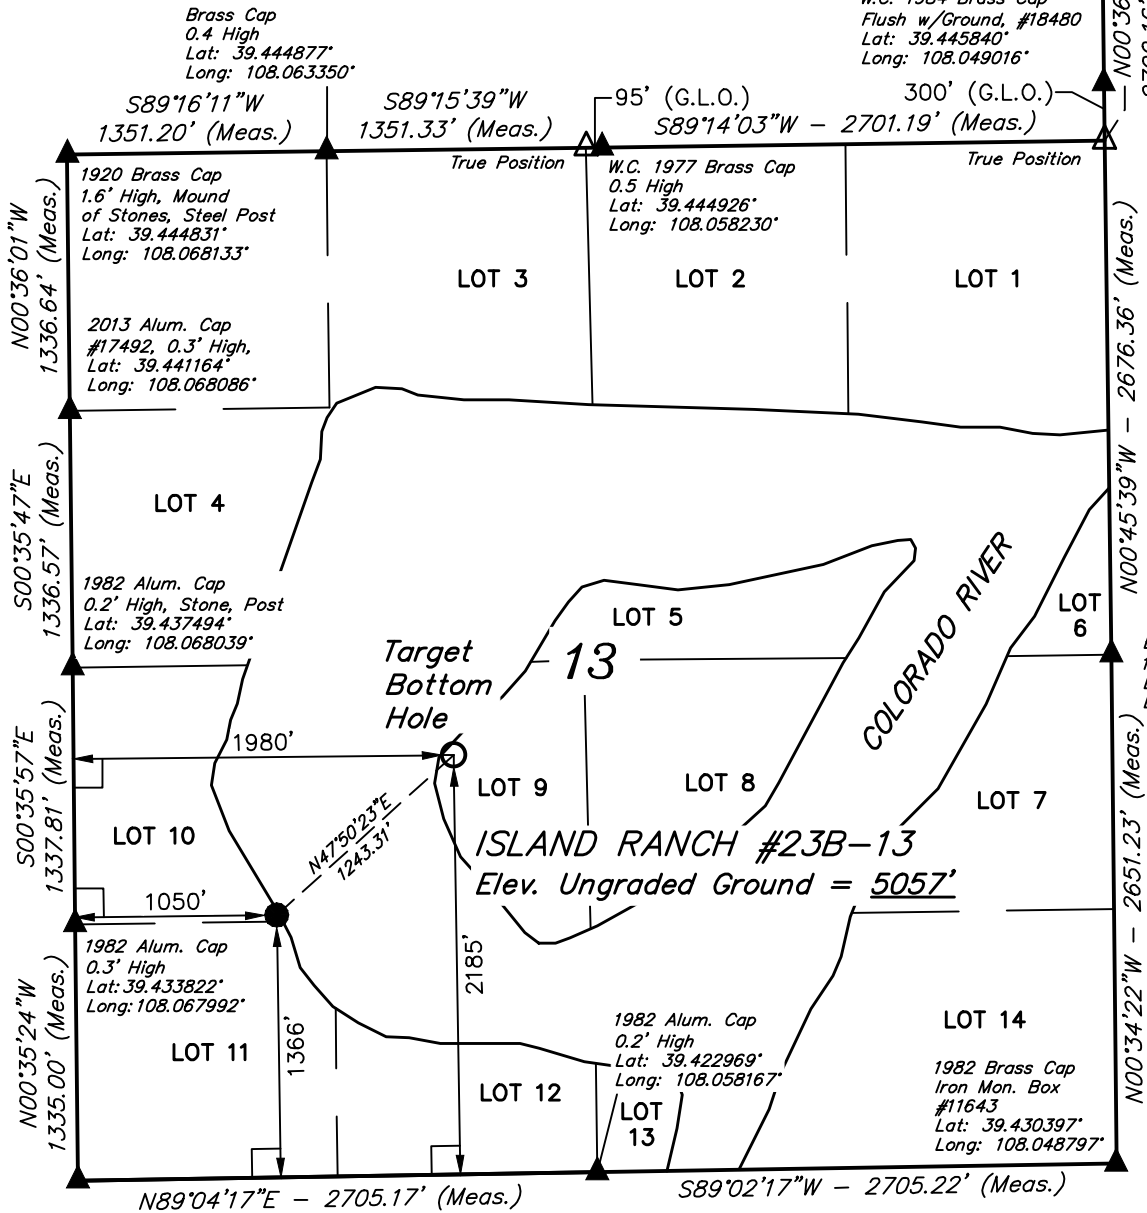 Brass Cap
0.4 High
Lat: 39.444877°
Long: 108.063350°
Flush w/Ground, #18480
Lat: 39.445840°
Long: 108.049016°
N00°36
S89°16'11"W
1351.20' (Meas.)
S89°15'39"W
1351.33' (Meas.)
95' (G.L.O.)
300' (G.L.O.)
S89°14'03"W – 2701.19' (Meas.)
True Position
True Position
1920 Brass Cap
1.6' High, Mound
of Stones, Steel Post
Lat: 39.444831°
Long: 108.068133°
W.C. 1977 Brass Cap
0.5 High
Lat: 39.444926°
Long: 108.058230°
N00°36'01"W
1336.64' (Meas.)
LOT 3
LOT 2
LOT 1
N00°45'39"W – 2676.36' (Meas.)
2013 Alum. Cap
#17492, 0.3' High,
Lat: 39.441164°
Long: 108.068086°
LOT 4
S00°35'47"E
1336.57' (Meas.)
1982 Alum. Cap
0.2' High, Stone, Post
Lat: 39.437494°
Long: 108.068039°
LOT 5
LOT
6
COLORADO RIVER
13
Target
Bottom
Hole
1980'
S00°35'57"E
1337.81' (Meas.)
LOT 9
LOT 8
LOT 7
LOT 10
N47°50'23"E
1243.31'
ISLAND RANCH #23B-13
Elev. Ungraded Ground = 5057'
1050'
1982 Alum. Cap
0.3' High
Lat: 39.433822°
Long: 108.067992°
2185'
1366'
N00°35'24"W
1335.00' (Meas.)
N00°34'22"W – 2651.23' (Meas.)
LOT 11
LOT 12
1982 Alum. Cap
0.2' High
Lat: 39.422969°
Long: 108.058167°
LOT
13
LOT 14
1982 Brass Cap
Iron Mon. Box
#11643
Lat: 39.430397°
Long: 108.048797°
N89°04'17"E – 2705.17' (Meas.)
S89°02'17"W – 2705.22' (Meas.)